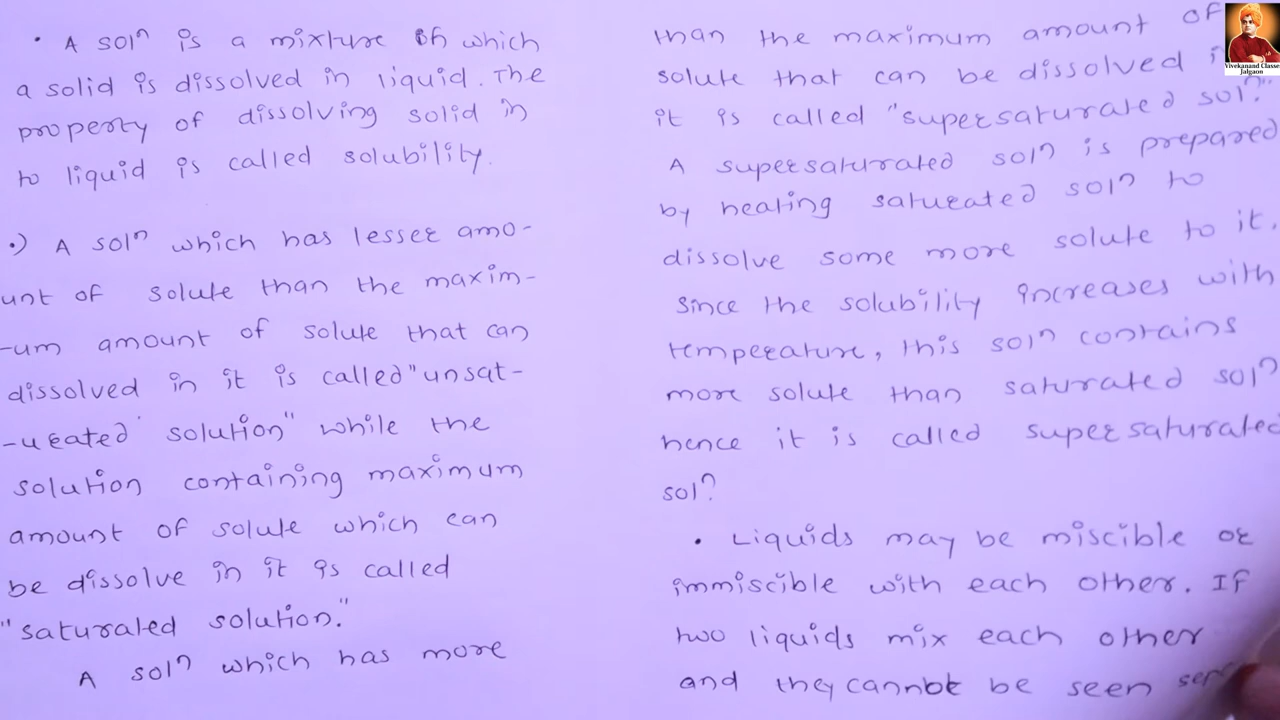 • A solⁿ is a mixture in which
a solid is dissolved in liquid. The
property of dissolving solid in
to liquid is called solubility.
•) A solⁿ which has lesser amo-
unt of solute than the maxim-
-um amount of solute that can
dissolved in it is called "unsat-
-urated solution" while the
solution containing maximum
amount of solute which can
be dissolve in it is called
"saturated solution."
A solⁿ which has more
than the maximum amount of
solute that can be dissolved
it is called "supersaturated solⁿ."
A supersaturated solⁿ is prepared
by heating saturated solⁿ to
dissolve some more solute to it.
Since the solubility increases with
temperature, this solⁿ contains
more solute than saturated solⁿ
hence it is called supersaturated
solⁿ
• Liquids may be miscible or
immiscible with each other. If
two liquids mix each other
and they cannot be seen
Vivekanand Classes
Jalgaon